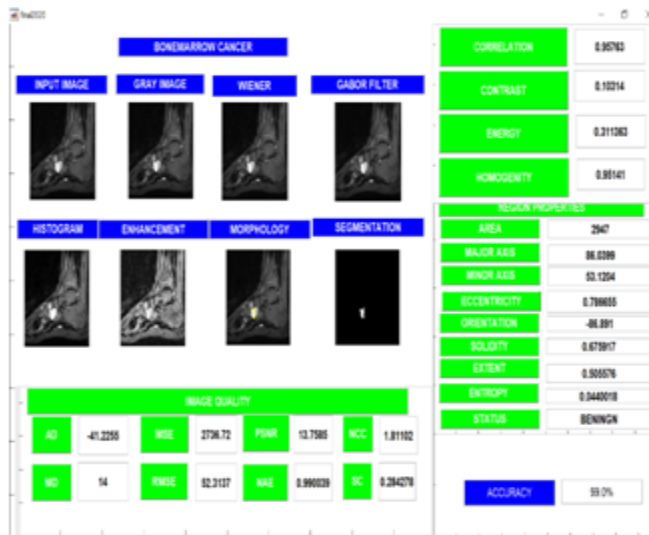 final2020
BONEMARROW CANCER
INPUT IMAGE GRAY IMAGE WIENER GABOR FILTER
HISTOGRAM ENHANCEMENT MORPHOLOGY SEGMENTATION
IMAGE QUALITY
AD -41.2255 MSE 2736.72 PSNR 13.7585 NCC 1.81102
MD 14 RMSE 52.3137 NAE 0.990039 SC 0.284278
CORRELATION 0.95763
CONTRAST 0.10314
ENERGY 0.311363
HOMOGENITY 0.95141
REGION PROPERTIES
AREA 2947
MAJOR AXIS 86.0399
MINOR AXIS 53.1204
ECCENTRICITY 0.786655
ORIENTATION -86.891
SOLIDITY 0.675917
EXTENT 0.505576
ENTROPY 0.0440018
STATUS BENINGN
ACCURACY 99.0%